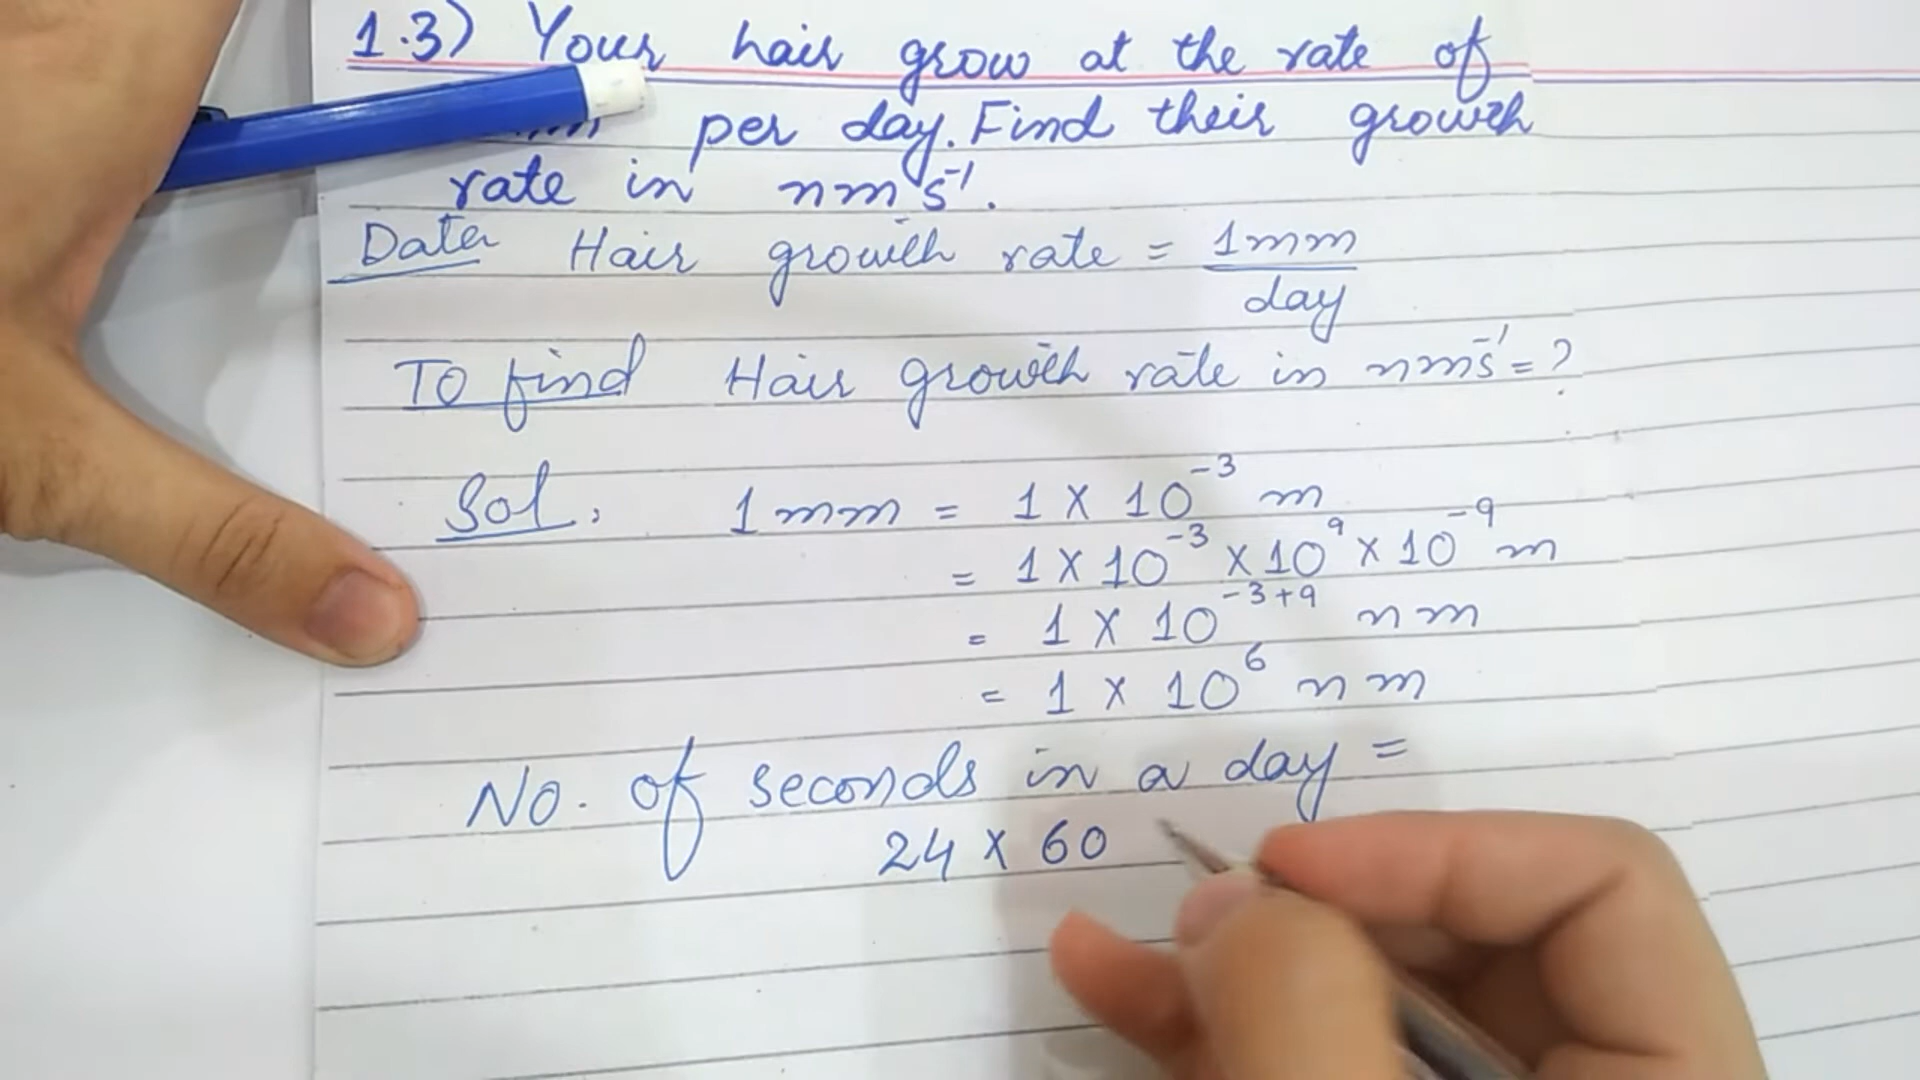 1.3) Your hair grow at the rate of
per day. Find their growth
rate in nms⁻¹.
Data Hair growth rate = 1mm
day
To find Hair growth rate in nms⁻¹ = ?
Sol, 1mm = 1 X 10⁻³ m
= 1 X 10⁻³ X 10⁹ X 10⁻⁹ m
= 1 X 10⁻³⁺⁹ nm
= 1 X 10⁶ nm
No. of seconds in a day =
24 X 60